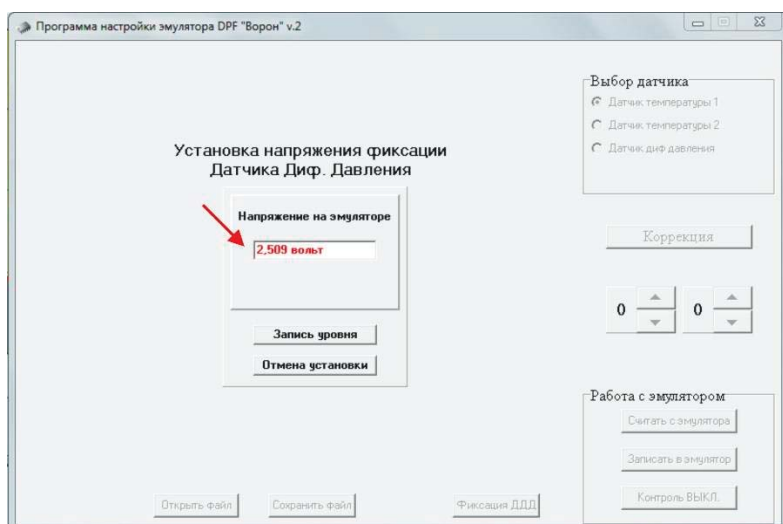 Программа настройки эмулятора DPF "Ворон" v.2
Установка напряжения фиксации
Датчика Диф. Давления
Напряжение на эмуляторе
2,509 вольт
Запись уровня
Отмена установки
Выбор датчика
Датчик температуры 1
Датчик температуры 2
Датчик диф давления
Коррекция
0 0
Работа с эмулятором
Считать с эмулятора
Записать в эмулятор
Контроль ВЫКЛ.
Открыть файл Сохранить файл Фиксация ДДД